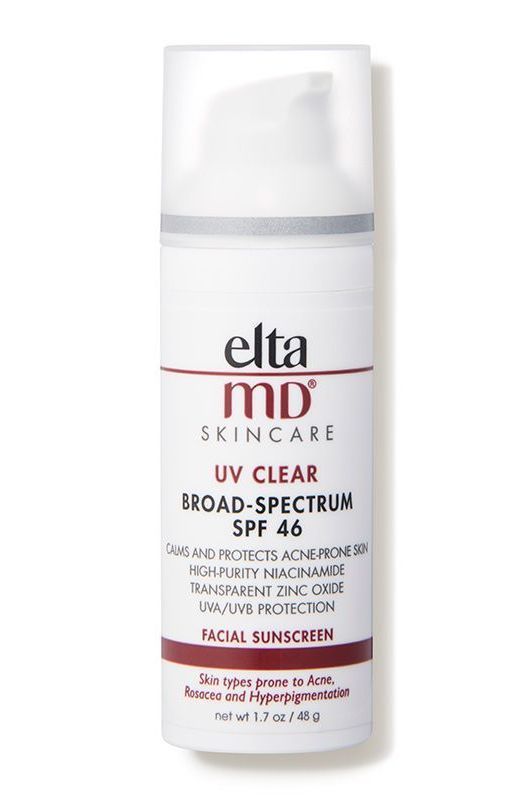 elta
MD®
SKINCARE
UV CLEAR
BROAD-SPECTRUM
SPF 46
CALMS AND PROTECTS ACNE-PRONE SKIN
HIGH-PURITY NIACINAMIDE
TRANSPARENT ZINC OXIDE
UVA/UVB PROTECTION
FACIAL SUNSCREEN
Skin types prone to Acne,
Rosacea and Hyperpigmentation
net wt 1.7 oz / 48 g